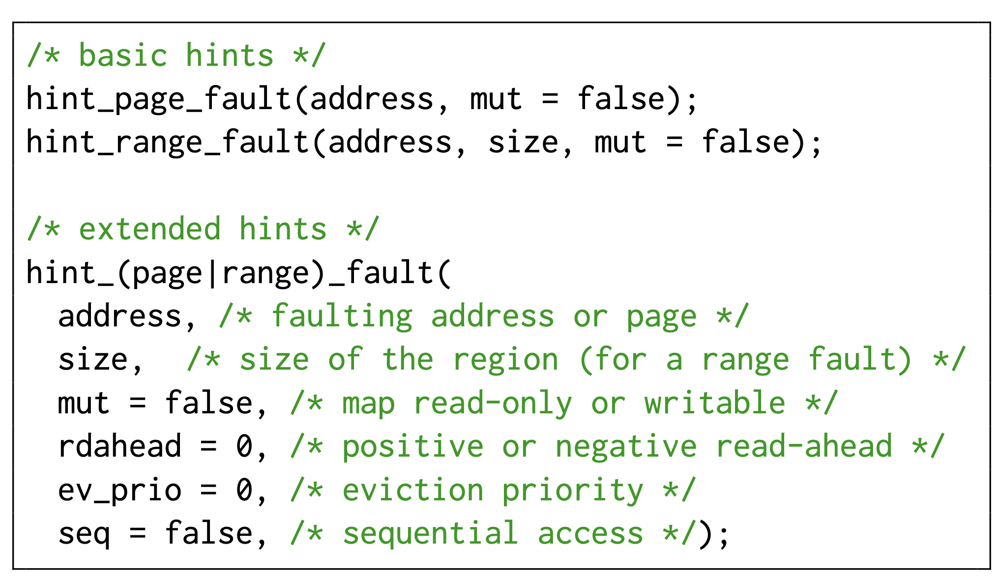 /* basic hints */
hint_page_fault(address, mut = false);
hint_range_fault(address, size, mut = false);
/* extended hints */
hint_(page|range)_fault(
address, /* faulting address or page */
size, /* size of the region (for a range fault) */
mut = false, /* map read-only or writable */
rdahead = 0, /* positive or negative read-ahead */
ev_prio = 0, /* eviction priority */
seq = false, /* sequential access */);